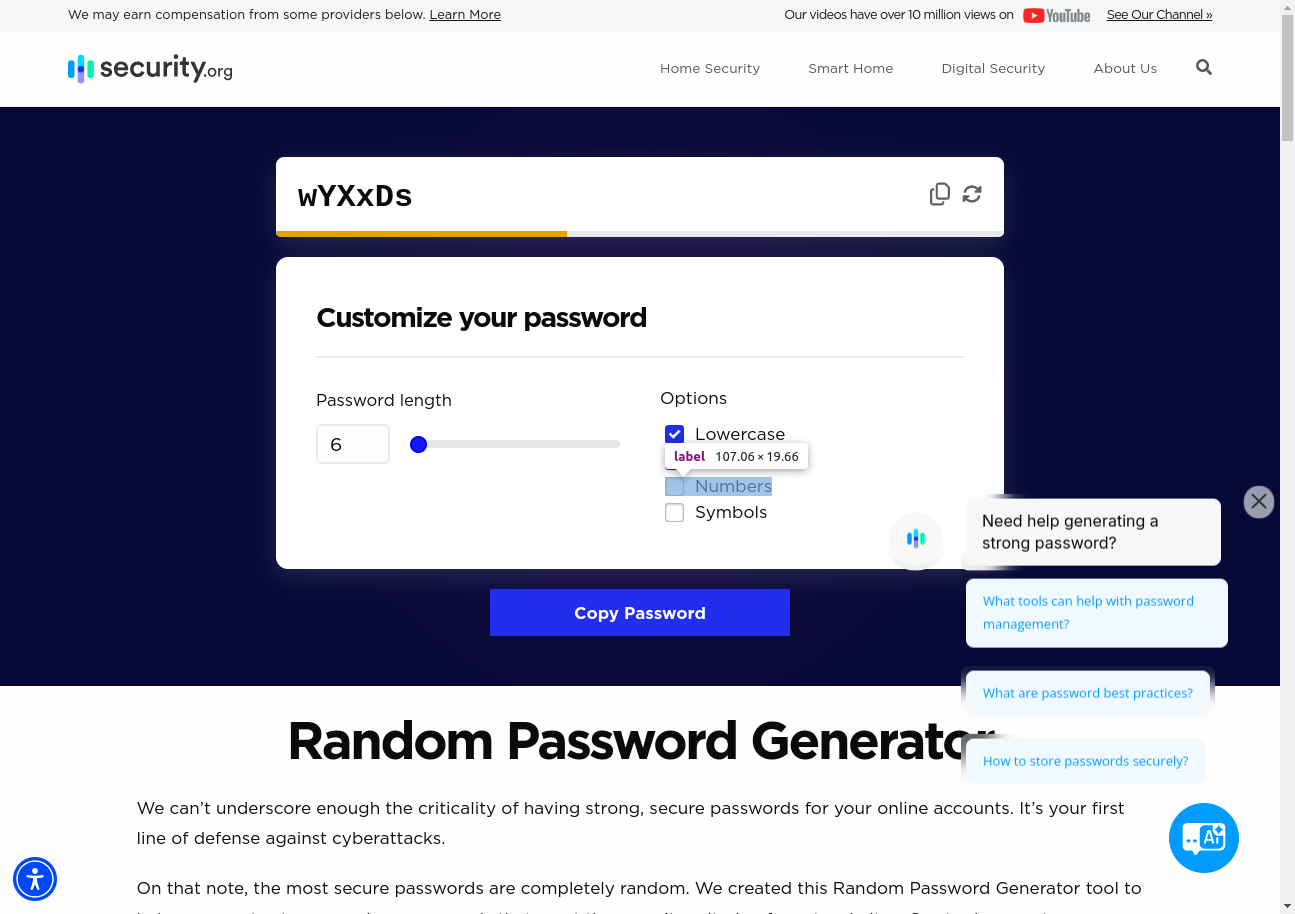 We may earn compensation from some providers below. Learn More
Our videos have over 10 million views on YouTube See Our Channel »
security.org
Home Security Smart Home Digital Security About Us
wYXxDs
Customize your password
Password length
6
Options
Lowercase
label 107.06 × 19.66
Numbers
Symbols
Copy Password
Need help generating a
strong password?
What tools can help with password
management?
What are password best practices?
How to store passwords securely?
Ai
Random Password Generator
We can’t underscore enough the criticality of having strong, secure passwords for your online accounts. It’s your first
line of defense against cyberattacks.
On that note, the most secure passwords are completely random. We created this Random Password Generator tool to